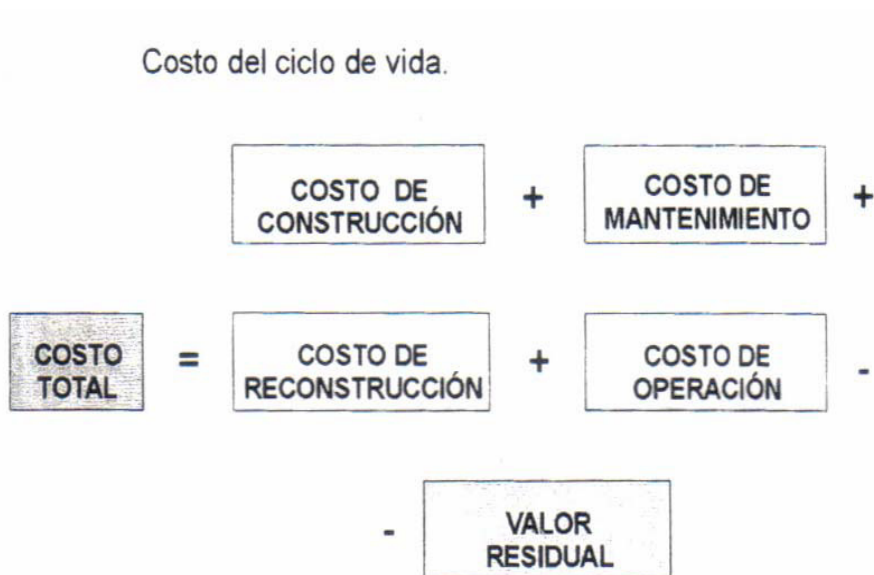 Costo del ciclo de vida.
COSTO DE
CONSTRUCCIÓN
+
COSTO DE
MANTENIMIENTO
+
COSTO
TOTAL
=
COSTO DE
RECONSTRUCCIÓN
+
COSTO DE
OPERACIÓN
-
-
VALOR
RESIDUAL